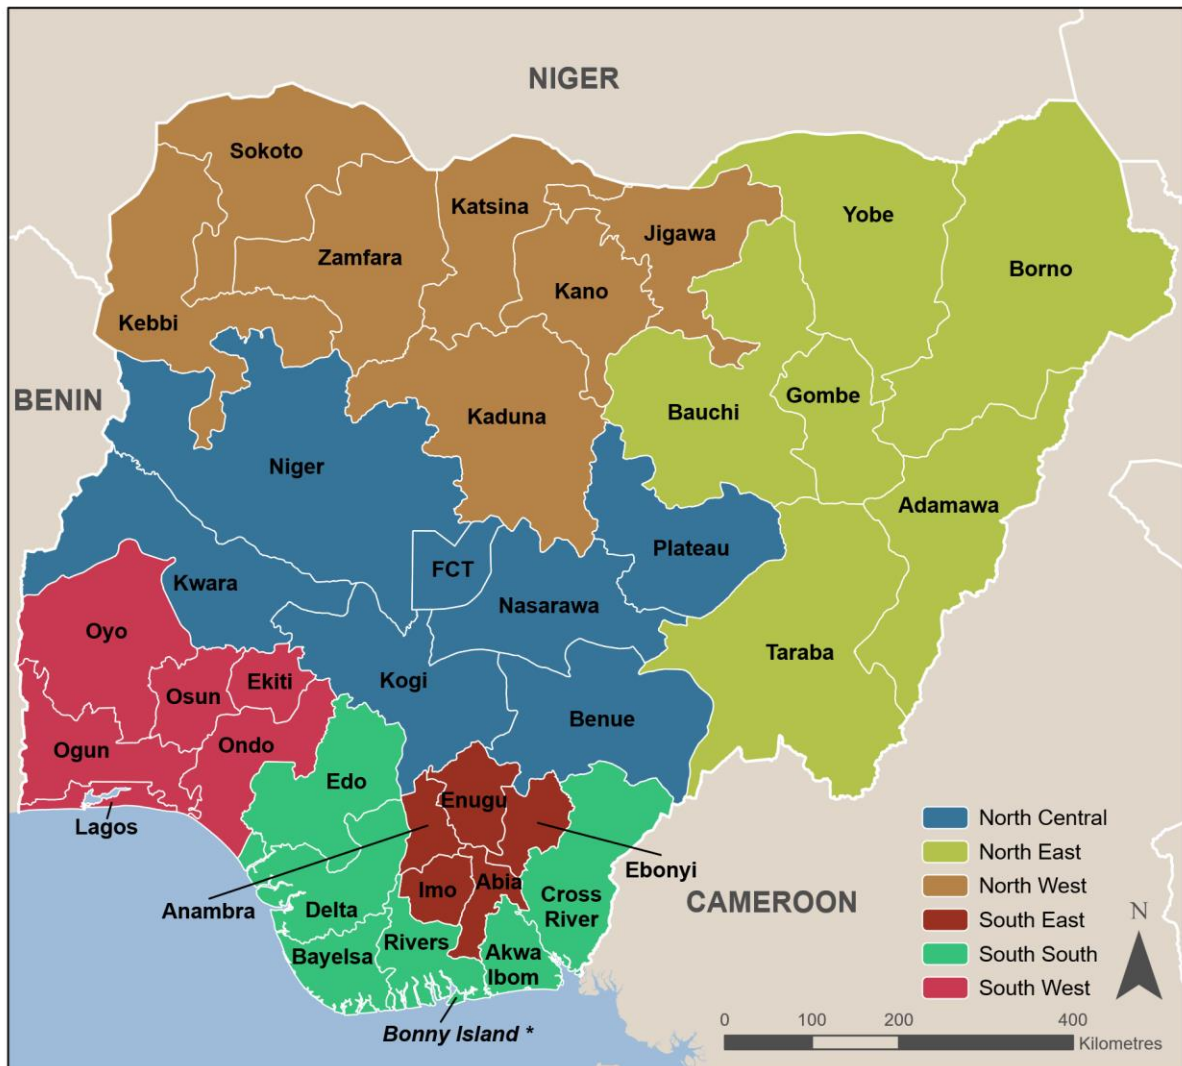 NIGER
Sokoto
Katsina
Yobe
Jigawa
Zamfara
Borno
Kano
Kebbi
BENIN
Gombe
Bauchi
Kaduna
Niger
Adamawa
Plateau
FCT
Kwara
Nasarawa
Oyo
Taraba
Kogi
Ekiti
Osun
Benue
Ondo
Ogun
Edo
Enugu
Lagos
Ebonyi
Anambra
Imo
Abia
Cross
River
Delta
Rivers
Bayelsa
Akwa
Ibom
Bonny Island *
CAMEROON
North Central
North East
North West
South East
South South
South West
N
0 100 200 400
Kilometres